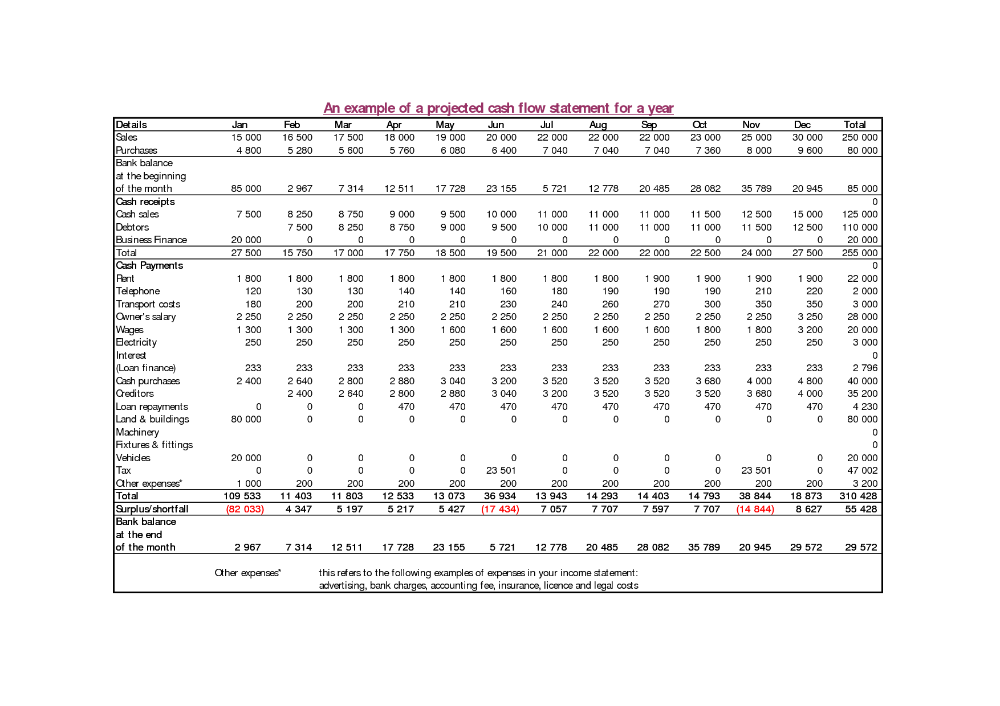 An example of a projected cash flow statement for a year
Details Jan Feb Mar Apr May Jun Jul Aug Sep Oct Nov Dec Total
Sales 15 000 16 500 17 500 18 000 19 000 20 000 22 000 22 000 22 000 23 000 25 000 30 000 250 000
Purchases 4 800 5 280 5 600 5 760 6 080 6 400 7 040 7 040 7 040 7 360 8 000 9 600 80 000
Bank balance
at the beginning
of the month 85 000 2 967 7 314 12 511 17 728 23 155 5 721 12 778 20 485 28 082 35 789 20 945 85 000
Cash receipts 0
Cash sales 7 500 8 250 8 750 9 000 9 500 10 000 11 000 11 000 11 000 11 500 12 500 15 000 125 000
Debtors 7 500 8 250 8 750 9 000 9 500 10 000 11 000 11 000 11 000 11 500 12 500 110 000
Business Finance 20 000 0 0 0 0 0 0 0 0 0 0 0 20 000
Total 27 500 15 750 17 000 17 750 18 500 19 500 21 000 22 000 22 000 22 500 24 000 27 500 255 000
Cash Payments 0
Rent 1 800 1 800 1 800 1 800 1 800 1 800 1 800 1 800 1 900 1 900 1 900 1 900 22 000
Telephone 120 130 130 140 140 160 180 190 190 190 210 220 2 000
Transport costs 180 200 200 210 210 230 240 260 270 300 350 350 3 000
Owner's salary 2 250 2 250 2 250 2 250 2 250 2 250 2 250 2 250 2 250 2 250 2 250 3 250 28 000
Wages 1 300 1 300 1 300 1 300 1 600 1 600 1 600 1 600 1 600 1 800 1 800 3 200 20 000
Electricity 250 250 250 250 250 250 250 250 250 250 250 250 3 000
Interest 0
(Loan finance) 233 233 233 233 233 233 233 233 233 233 233 233 2 796
Cash purchases 2 400 2 640 2 800 2 880 3 040 3 200 3 520 3 520 3 520 3 680 4 000 4 800 40 000
Creditors 2 400 2 640 2 800 2 880 3 040 3 200 3 520 3 520 3 520 3 680 4 000 35 200
Loan repayments 0 0 0 470 470 470 470 470 470 470 470 470 4 230
Land & buildings 80 000 0 0 0 0 0 0 0 0 0 0 0 80 000
Machinery 0
Fixtures & fittings 0
Vehicles 20 000 0 0 0 0 0 0 0 0 0 0 0 20 000
Tax 0 0 0 0 0 23 501 0 0 0 0 23 501 0 47 002
Other expenses* 1 000 200 200 200 200 200 200 200 200 200 200 200 3 200
Total 109 533 11 403 11 803 12 533 13 073 36 934 13 943 14 293 14 403 14 793 38 844 18 873 310 428
Surplus/shortfall (82 033) 4 347 5 197 5 217 5 427 (17 434) 7 057 7 707 7 597 7 707 (14 844) 8 627 55 428
Bank balance
at the end
of the month 2 967 7 314 12 511 17 728 23 155 5 721 12 778 20 485 28 082 35 789 20 945 29 572 29 572
Other expenses* this refers to the following examples of expenses in your income statement:
advertising, bank charges, accounting fee, insurance, licence and legal costs